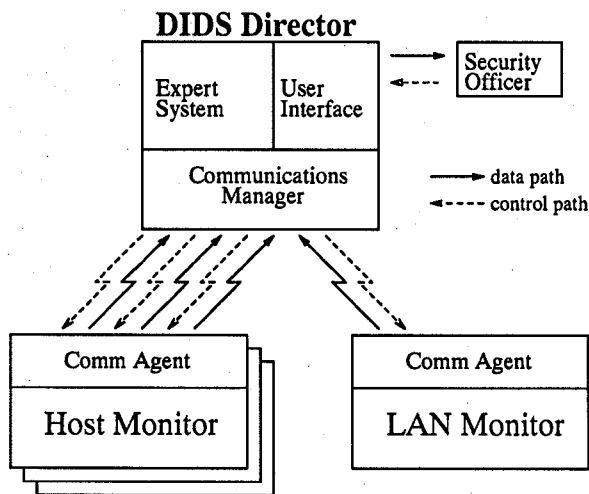 DIDS Director
Expert
System
User
Interface
Security
Officer
Communications
Manager
data path
control path
Comm Agent
Host Monitor
Comm Agent
LAN Monitor